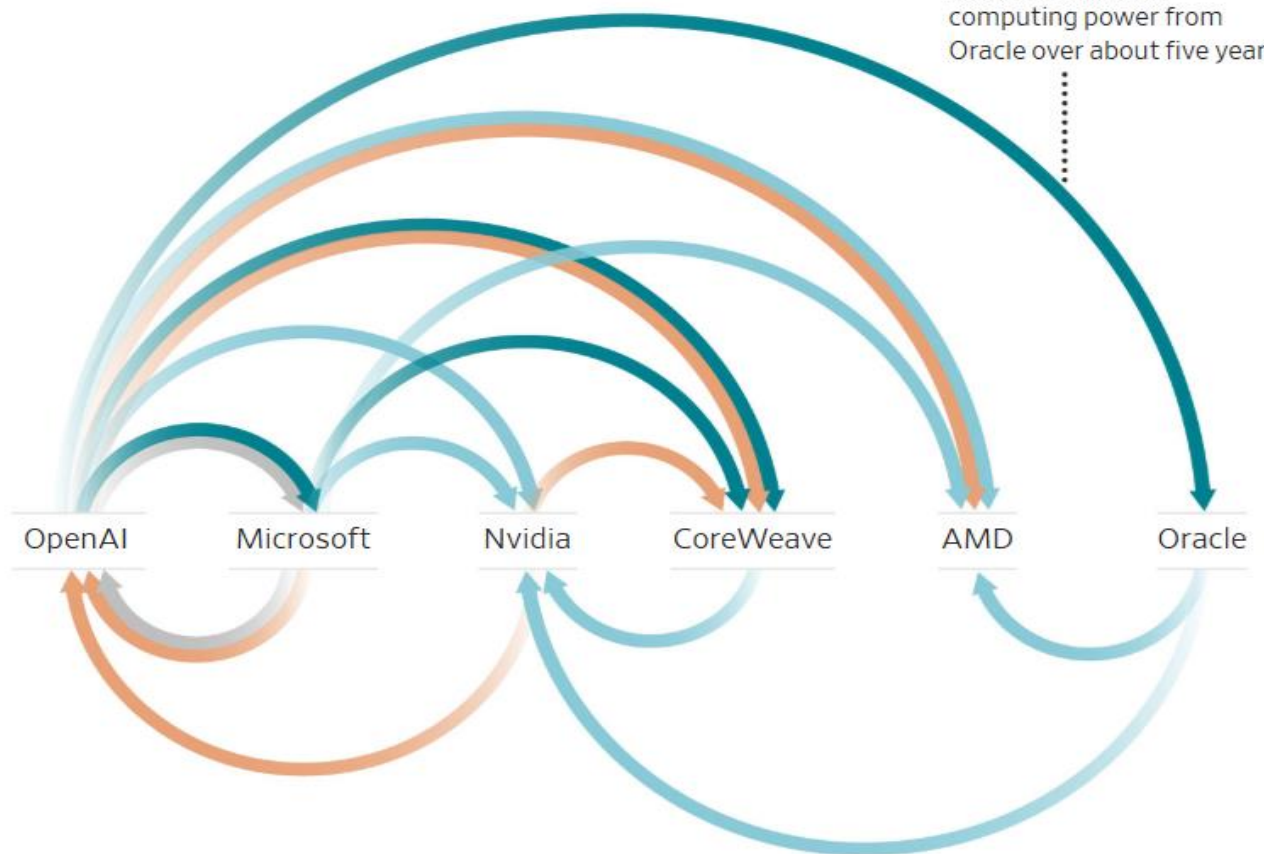 computing power from
Oracle over about five year
OpenAI
Microsoft
Nvidia
CoreWeave
AMD
Oracle